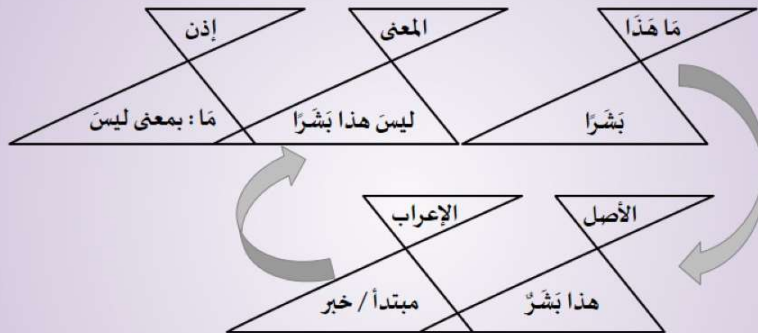 مَا هَذَا
بَشَرًا
الأصل
هذا بَشَرٌ
الإعراب
مبتدأ / خبر
المعنى
ليسَ هذا بَشَرًا
إذن
مَا : بمعنى ليسَ